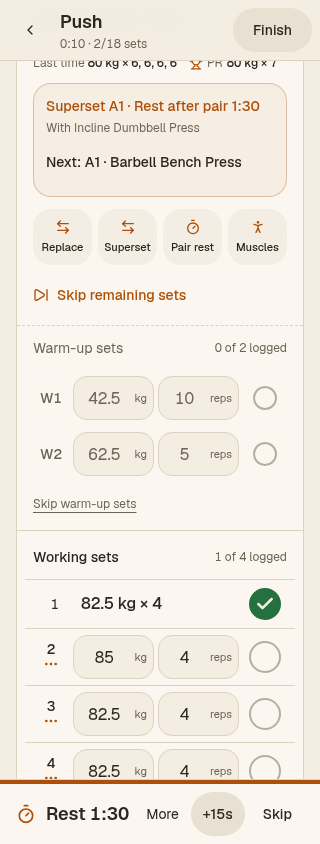 Push
0:10 · 2/18 sets
Finish
Last time 80 kg × 6, 6, 6, 6 PR 80 kg × 7
Superset A1 · Rest after pair 1:30
With Incline Dumbbell Press
Next: A1 · Barbell Bench Press
Replace Superset Pair rest Muscles
Skip remaining sets
Warm-up sets 0 of 2 logged
W1 42.5 kg 10 reps
W2 62.5 kg 5 reps
Skip warm-up sets
Working sets 1 of 4 logged
1 82.5 kg × 4
2 85 kg 4 reps
3 82.5 kg 4 reps
4 82.5 kg 4 reps
Rest 1:30 More +15s Skip